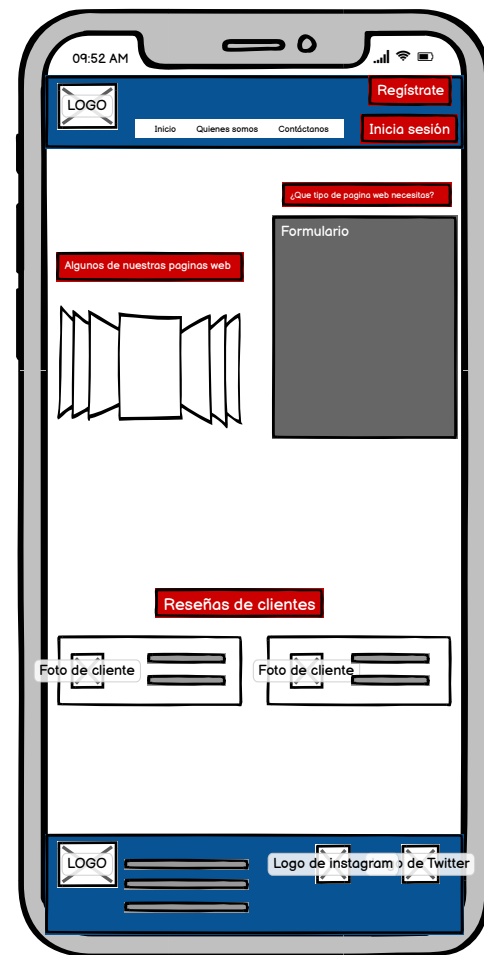 09:52 AM
LOGO
Regístrate
Inicio Quienes somos Contáctanos
Inicia sesión
¿Que tipo de pagina web necesitas?
Formulario
Algunos de nuestras paginas web
Reseñas de clientes
Foto de cliente
Foto de cliente
LOGO
Logo de instagram
de Twitter